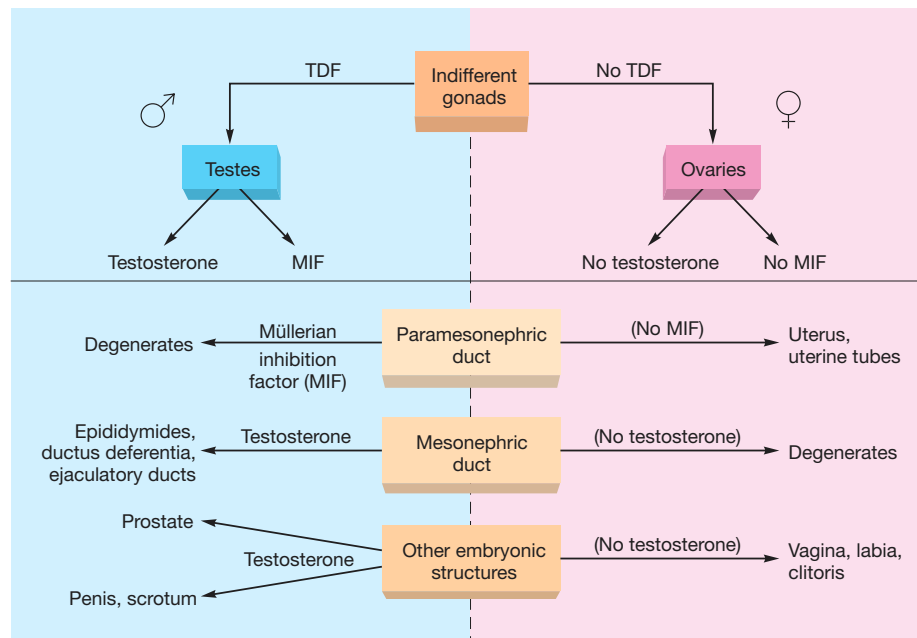 TDF
Indifferent
gonads
No TDF
♂
♀
Testes
Ovaries
Testosterone
MIF
No testosterone
No MIF
Degenerates
Müllerian
inhibition
factor (MIF)
Paramesonephric
duct
(No MIF)
Uterus,
uterine tubes
Epididymides,
ductus deferentia,
ejaculatory ducts
Testosterone
Mesonephric
duct
(No testosterone)
Degenerates
Prostate
Testosterone
Penis, scrotum
Other embryonic
structures
(No testosterone)
Vagina, labia,
clitoris